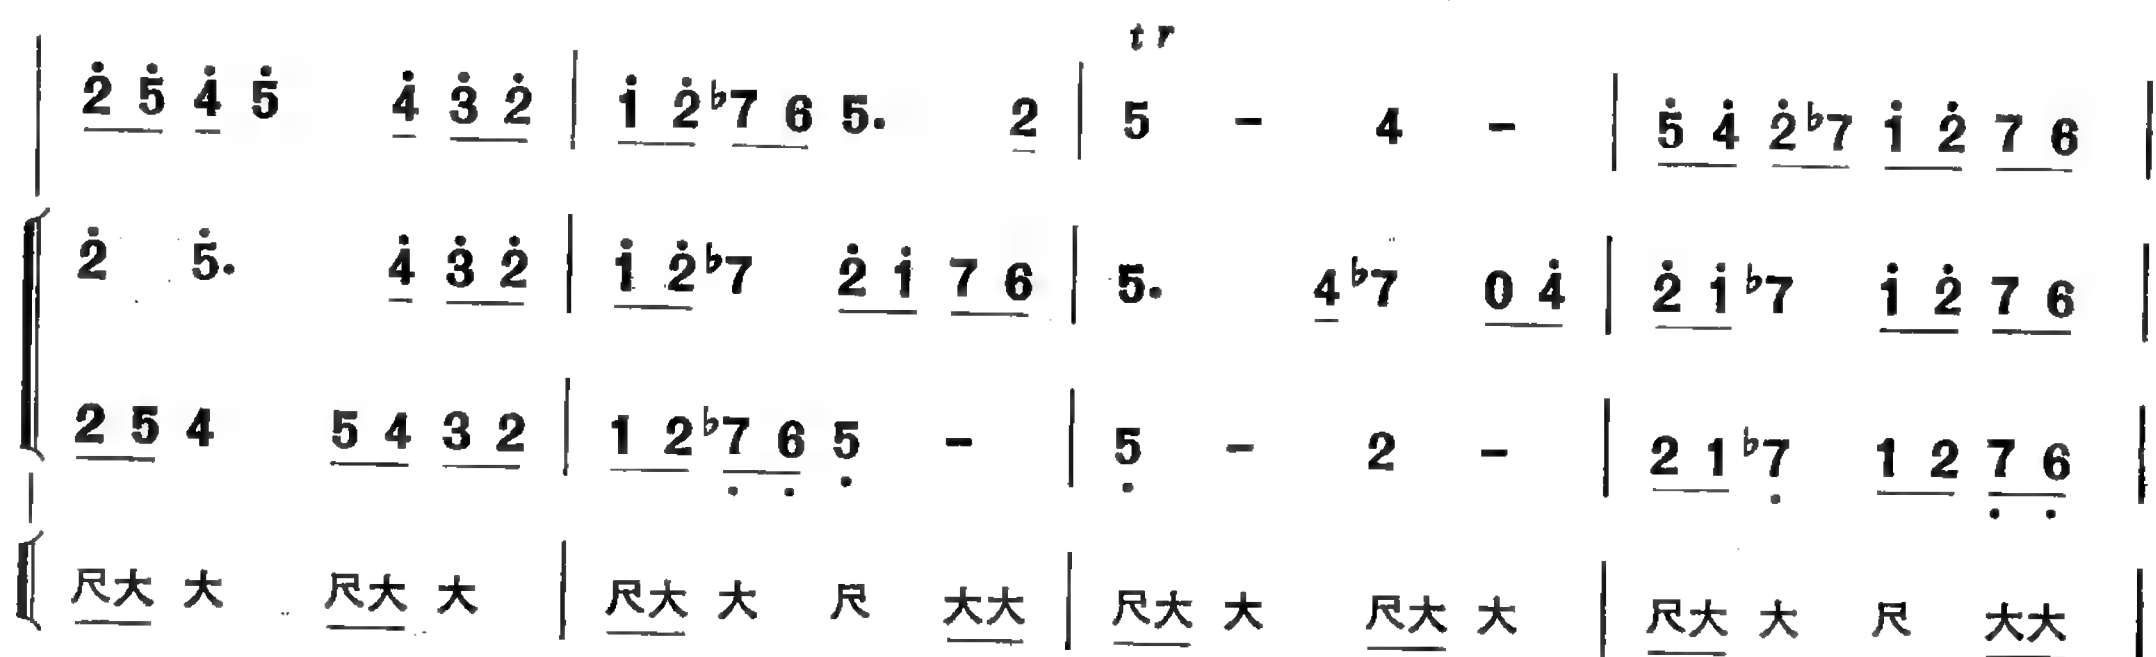 tr
2̇ 5̇ 4̇ 5̇ 4̇ 3̇ 2̇ | 1̇ 2̇ ♭7 6 5. 2 | 5 – 4 – | 5̇ 4̇ 2̇ ♭7 1̇ 2̇ 7 6 |
2̇ 5̇. 4̇ 3̇ 2̇ | 1̇ 2̇ ♭7 2̇ 1̇ 7 6 | 5. 4 ♭7 0 4̇ | 2̇ 1̇ ♭7 1̇ 2̇ 7 6 |
2 5 4 5 4 3 2 | 1 2 ♭7̣ 6̣ 5̣ – | 5̣ – 2 – | 2 1 ♭7̣ 1 2 7̣ 6̣ |
尺大 大 尺大 大 | 尺大 大 尺 大大 | 尺大 大 尺大 大 | 尺大 大 尺 大大 |